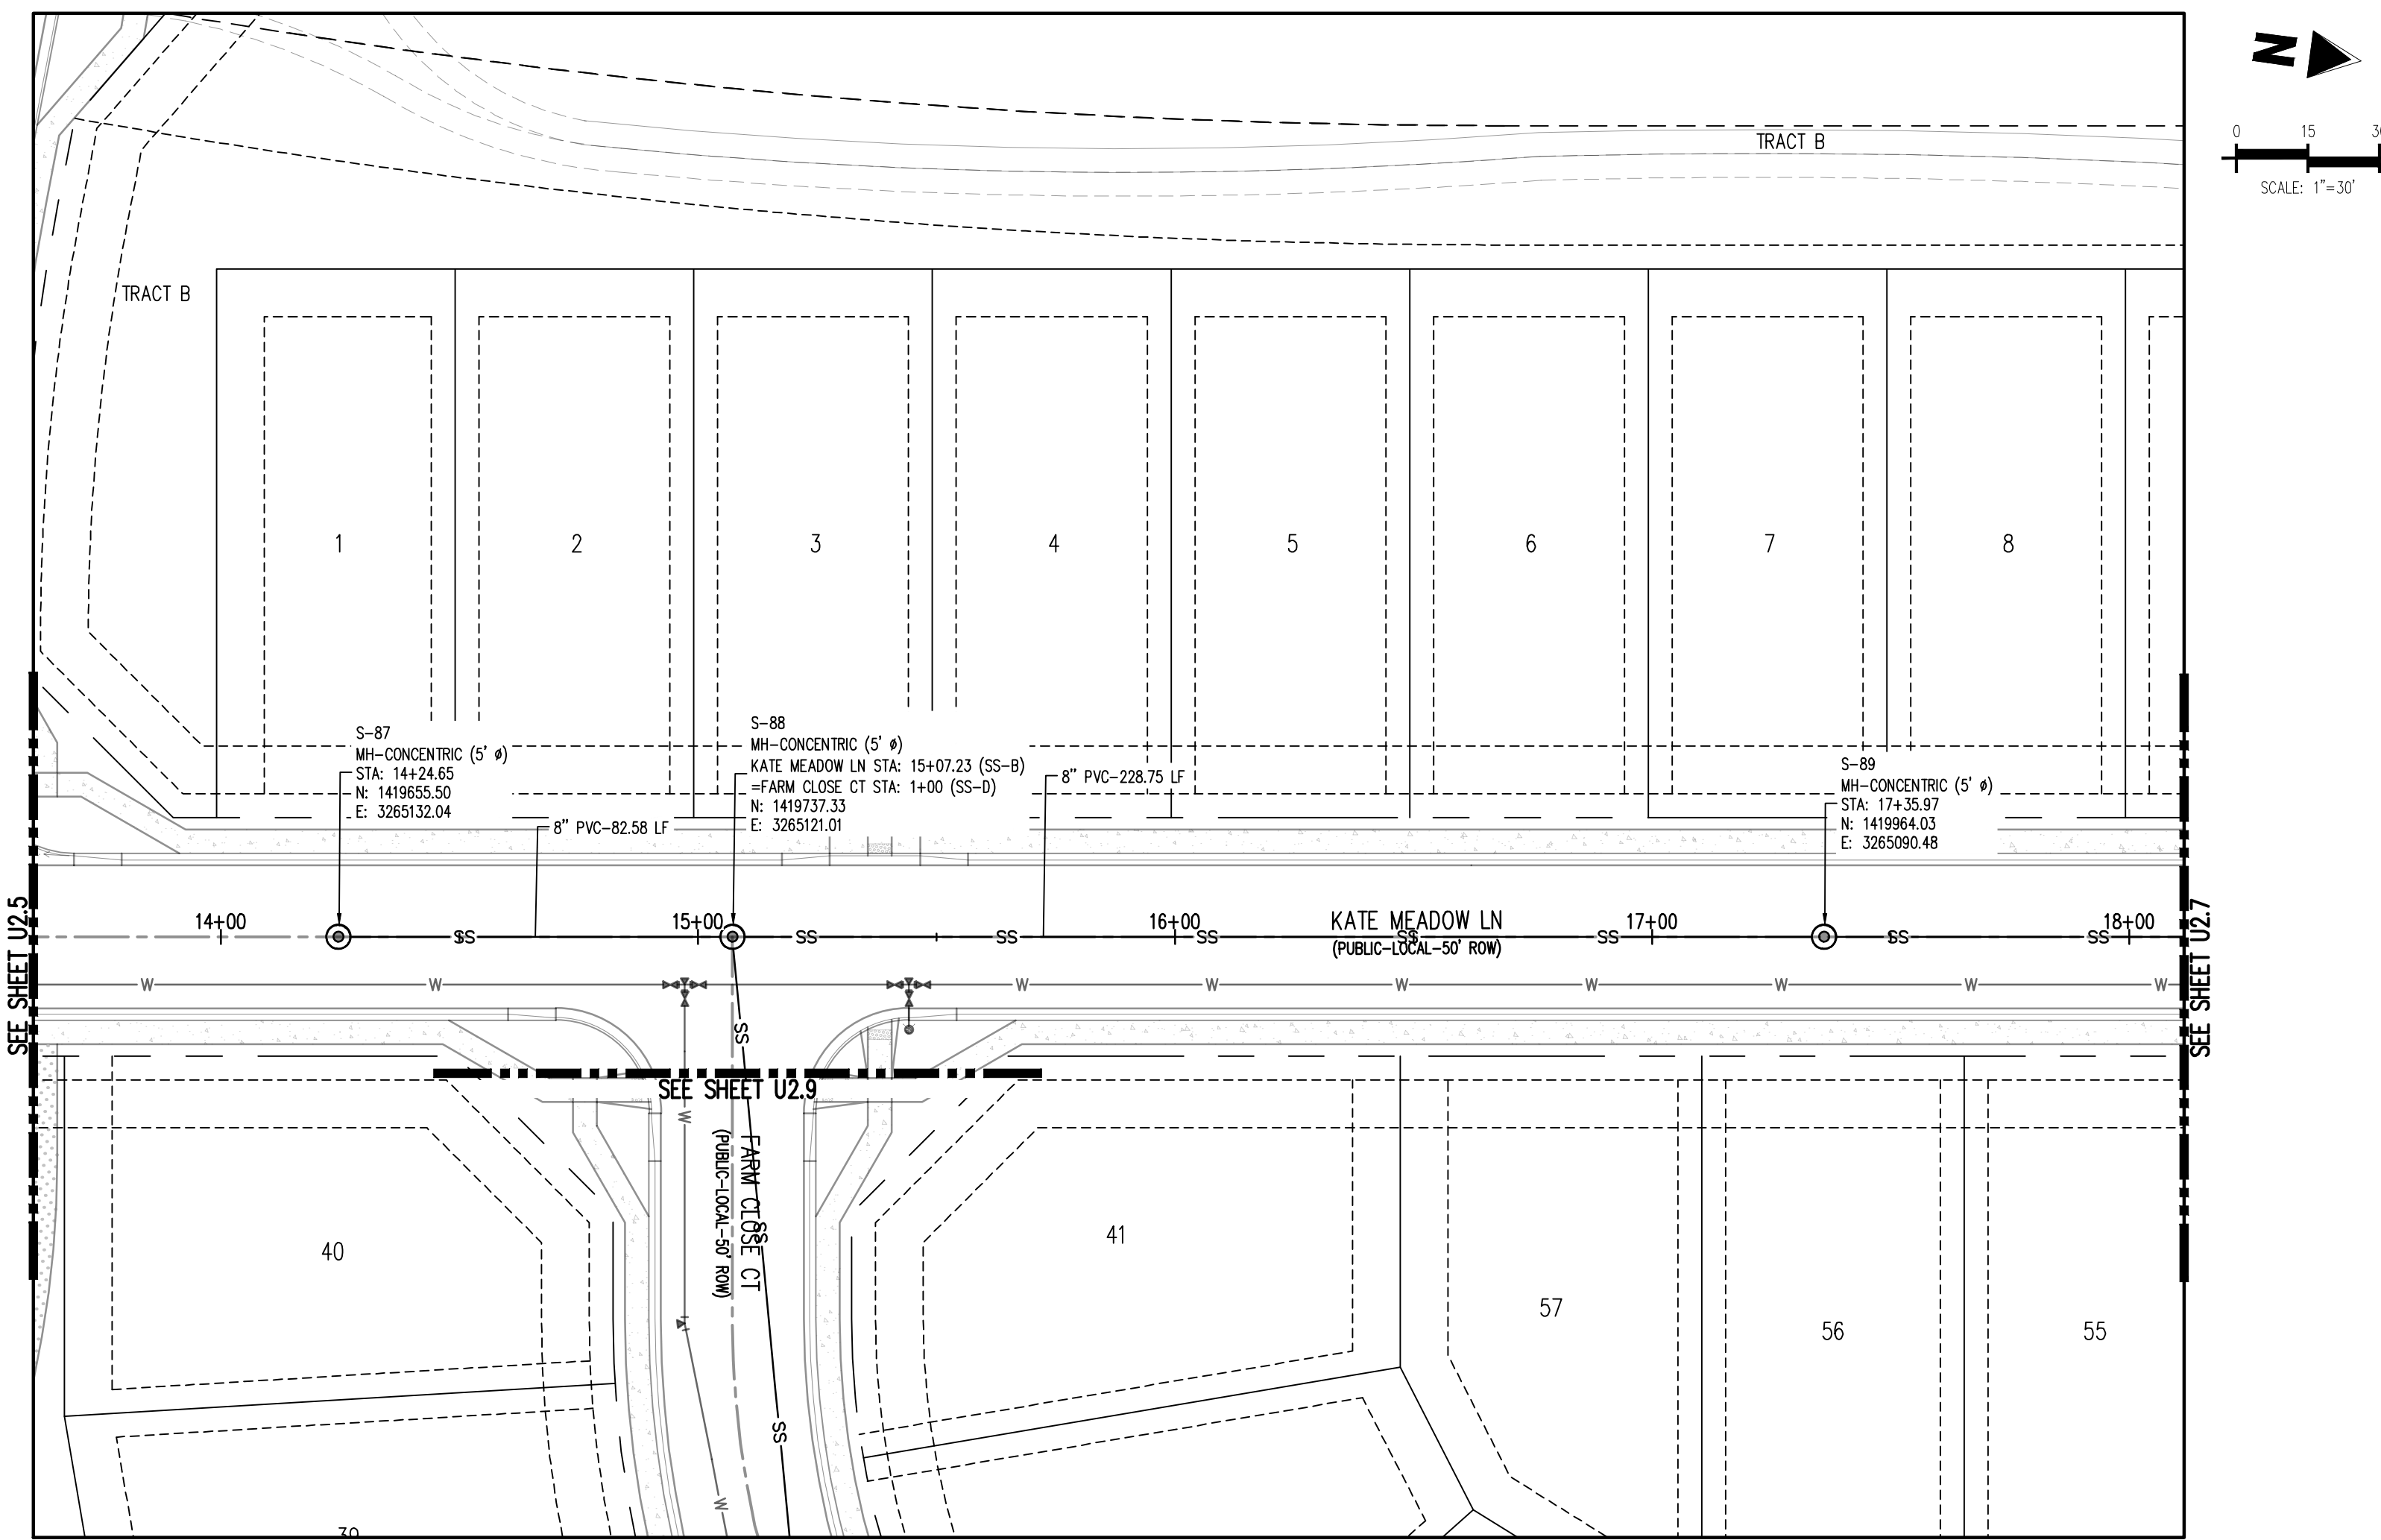 N
0 15
SCALE: 1"=30'
TRACT B
TRACT B
1
2
3
4
5
6
7
8
S-87
MH-CONCENTRIC (5' ø)
STA: 14+24.65
N: 1419655.50
E: 3265132.04
8" PVC-82.58 LF
S-88
MH-CONCENTRIC (5' ø)
KATE MEADOW LN STA: 15+07.23 (SS-B)
=FARM CLOSE CT STA: 1+00 (SS-D)
N: 1419737.33
E: 3265121.01
8" PVC-228.75 LF
S-89
MH-CONCENTRIC (5' ø)
STA: 17+35.97
N: 1419964.03
E: 3265090.48
SEE SHEET U2.5
14+00
15+00
16+00
KATE MEADOW LN
(PUBLIC-LOCAL-50' ROW)
17+00
18+00
SEE SHEET U2.7
SS SS SS SS SS SS SS SS
W W W W W W W W W
SS
SEE SHEET U2.9
W
FARM CLOSE CT
(PUBLIC-LOCAL-50' ROW)
SS
40
41
57
56
55
SS
W